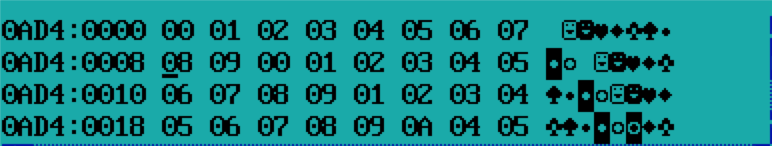 0AD4:0000 00 01 02 03 04 05 06 07  ☺☻♥♦♣♠•
0AD4:0008 08 09 00 01 02 03 04 05 ◘○ ☺☻♥♦♣
0AD4:0010 06 07 08 09 01 02 03 04 ♠•◘○☺☻♥♦
0AD4:0018 05 06 07 08 09 0A 04 05 ♣♠•◘○◙♦♣